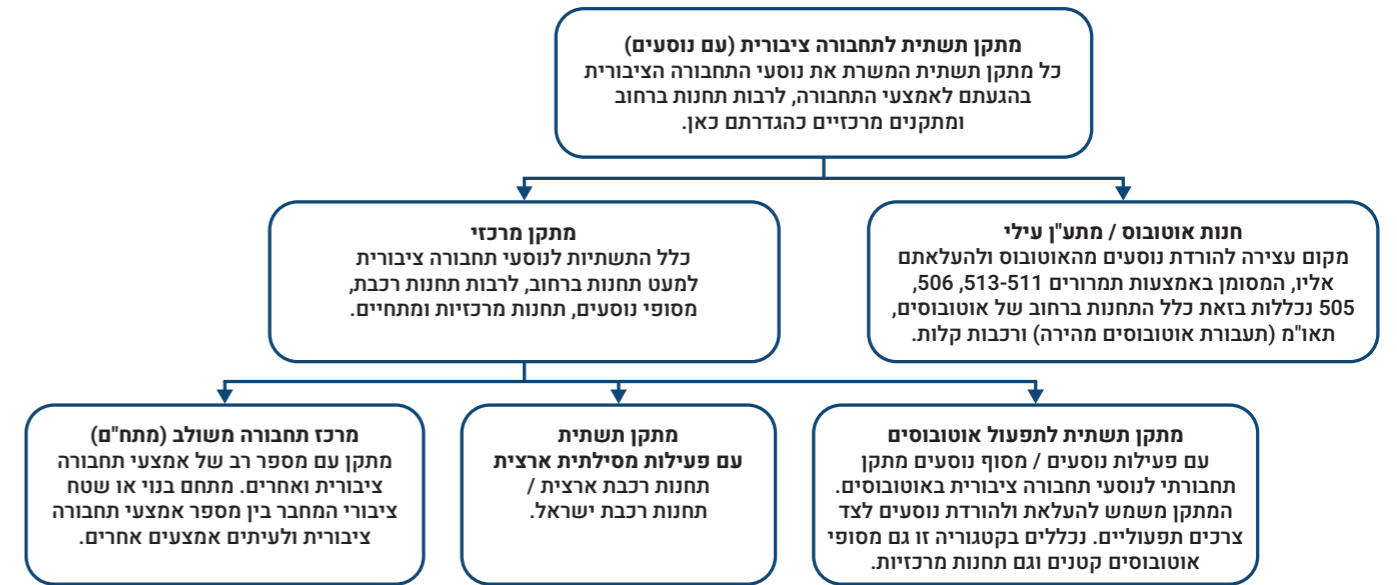 מתקן תשתית לתחבורה ציבורית (עם נוסעים)
כל מתקן תשתית המשרת את נוסעי התחבורה הציבורית
בהגעתם לאמצעי התחבורה, לרבות תחנות ברחוב
ומתקנים מרכזיים כהגדרתם כאן.
חנות אוטובוס / מתע"ן עילי
מקום עצירה להורדת נוסעים מהאוטובוס ולהעלאתם
אליו, המסומן באמצעות תמרורים 513-511, 506,
505 נכללות בזאת כלל התחנות ברחוב של אוטובוסים,
תאו"מ (תעבורת אוטובוסים מהירה) ורכבות קלות.
מתקן מרכזי
כלל התשתיות לנוסעי תחבורה ציבורית
למעט תחנות ברחוב, לרבות תחנות רכבת,
מסופי נוסעים, תחנות מרכזיות ומתחיים.
מתקן תשתית לתפעול אוטובוסים
עם פעילות נוסעים / מסוף נוסעים מתקן
תחבורתי לנוסעי תחבורה ציבורית באוטובוסים.
המתקן משמש להעלאת ולהורדת נוסעים לצד
צרכים תפעוליים. נכללים בקטגוריה זו גם מסופי
אוטובוסים קטנים וגם תחנות מרכזיות.
מתקן תשתית
עם פעילות מסילתית ארצית
תחנות רכבת ארצית /
תחנות רכבת ישראל.
מרכז תחבורה משולב (מתח"ם)
מתקן עם מספר רב של אמצעי תחבורה
ציבורית ואחרים. מתחם בנוי או שטח
ציבורי המחבר בין מספר אמצעי תחבורה
ציבורית ולעיתים אמצעים אחרים.